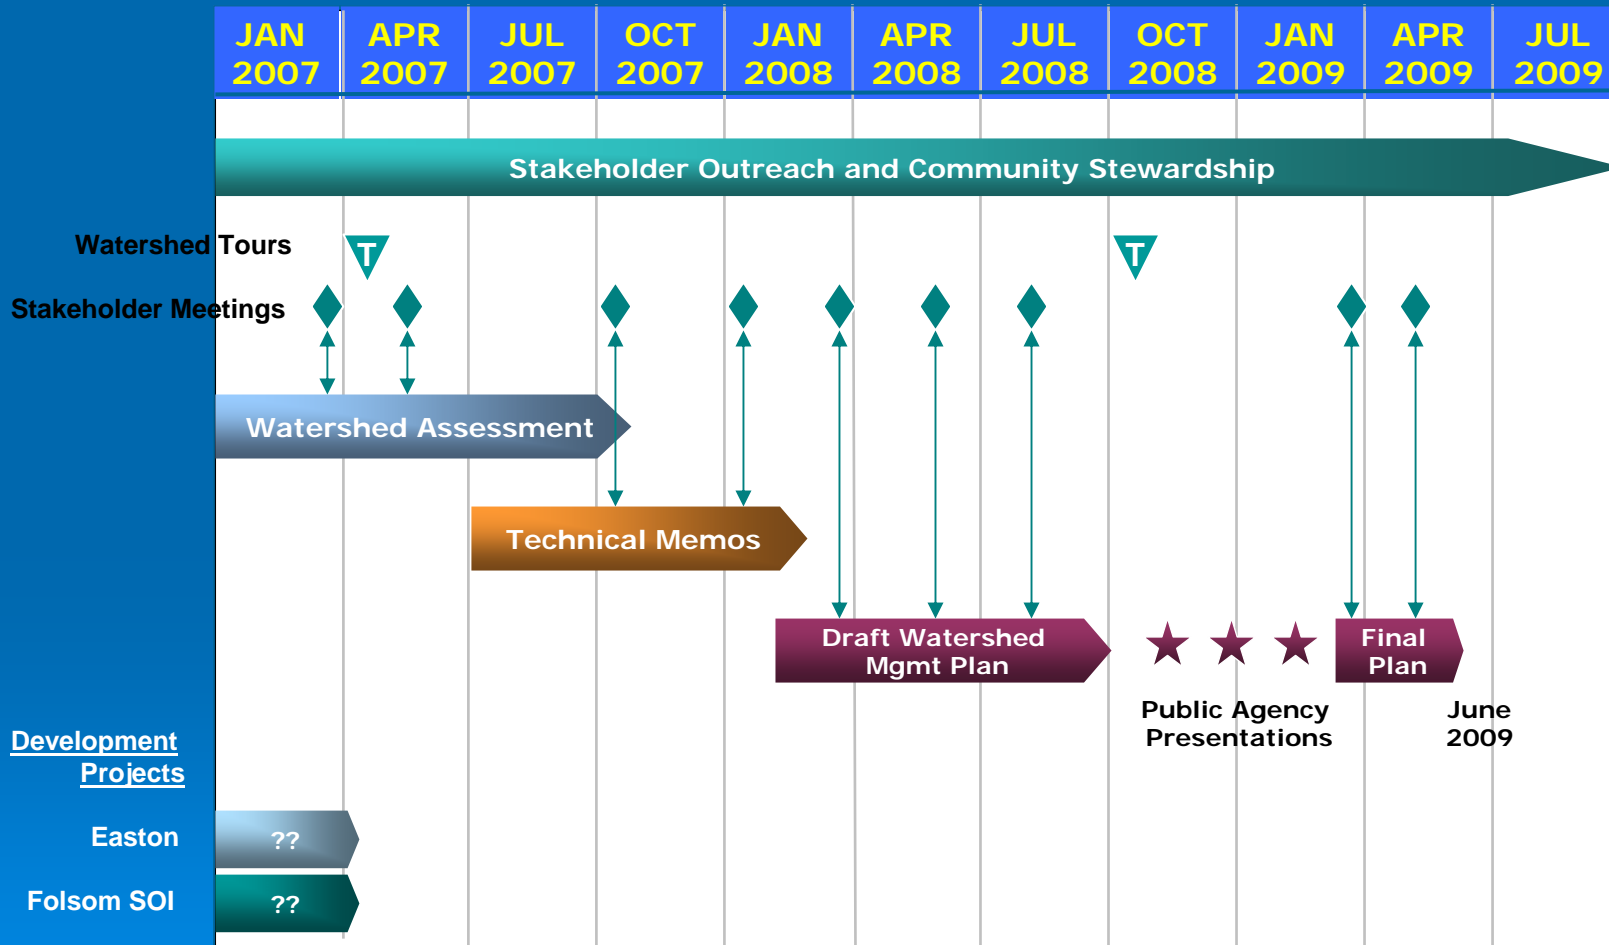 JAN APR JUL OCT JAN APR JUL OCT JAN APR JUL
2007 2007 2007 2007 2008 2008 2008 2008 2009 2009 2009
Stakeholder Outreach and Community Stewardship
Watershed Tours T T
Stakeholder Meetings
Watershed Assessment
Technical Memos
Draft Watershed
Mgmt Plan
Final
Plan
Public Agency
Presentations
June
2009
Development
Projects
Easton ??
Folsom SOI ??